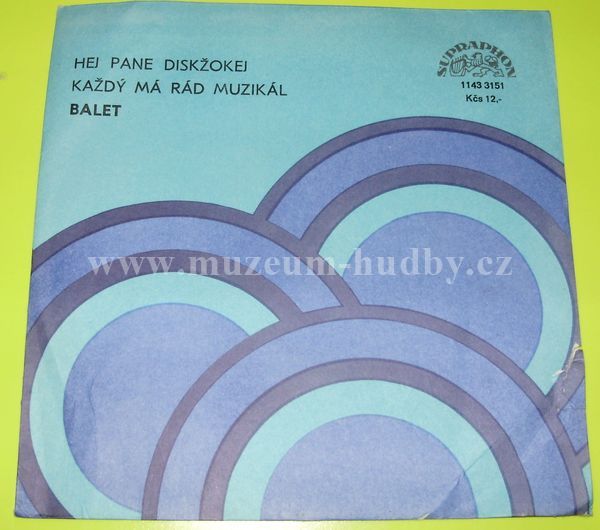 HEJ PANE DISKŽOKEJ
KAŽDÝ MÁ RÁD MUZIKÁL
BALET
SUPRAPHON
1143 3151
Kčs 12,-
www.muzeum-hudby.cz